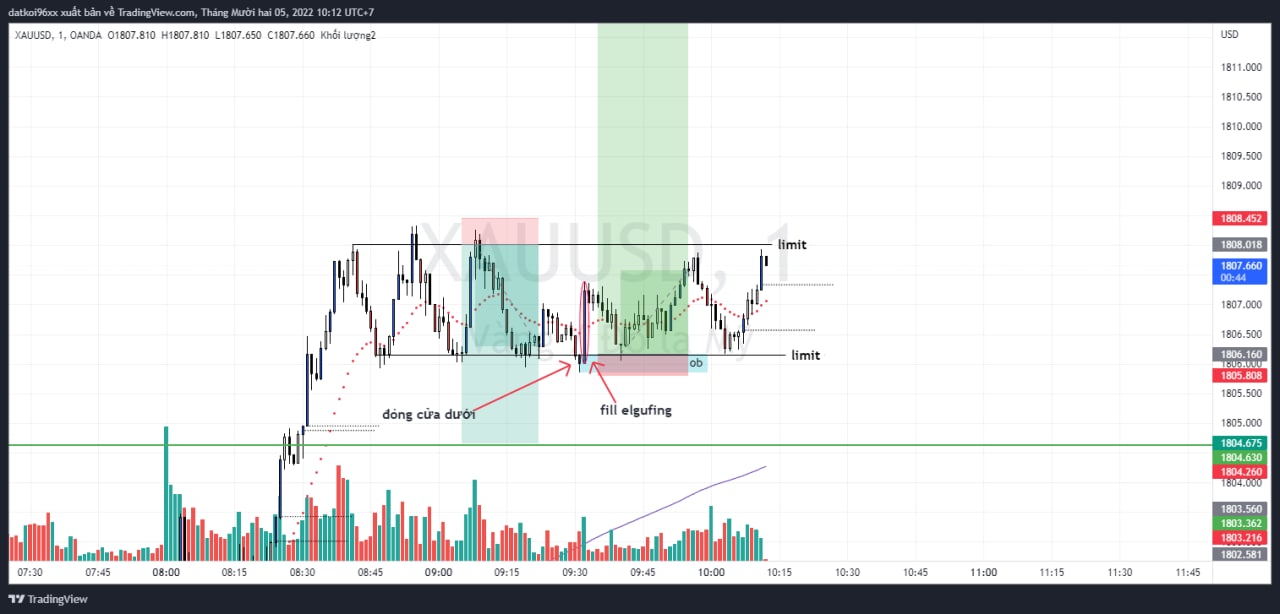 datkoi96xx xuất bản về TradingView.com, Tháng Mười hai 05, 2022 10:12 UTC+7
XAUUSD, 1, OANDA O1807.810 H1807.810 L1807.650 C1807.660 Khối lượng2
USD
1811.000
1810.500
1810.000
1809.500
1809.000
1808.452
XAUUSD, 1
limit
1808.018
1807.660
00:44
1807.000
1806.500
limit
1806.160
1806.000
ob
1805.808
1805.500
đóng cửa dưới
fill elgufing
1805.000
1804.675
1804.630
1804.260
1804.000
1803.560
1803.362
1803.216
1802.581
07:30 07:45 08:00 08:15 08:30 08:45 09:00 09:15 09:30 09:45 10:00 10:15 10:30 10:45 11:00 11:15 11:30 11:45
TradingView